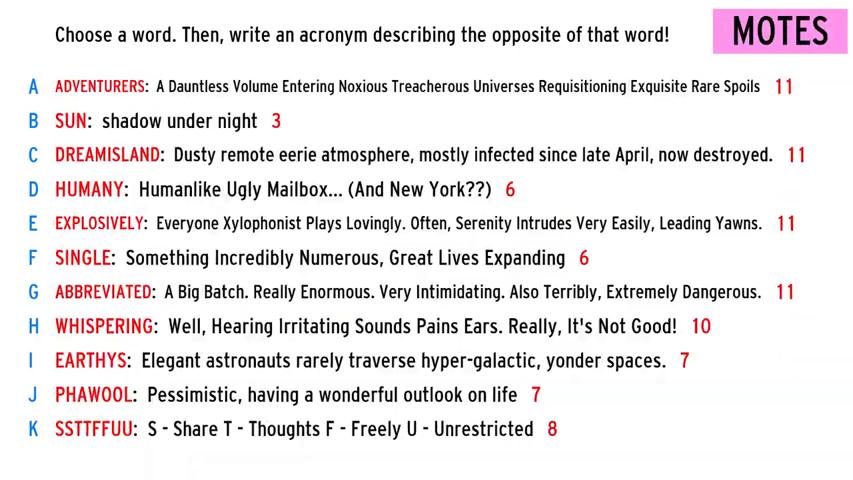 Choose a word. Then, write an acronym describing the opposite of that word!
MOTES
A ADVENTURERS: A Dauntless Volume Entering Noxious Treacherous Universes Requisitioning Exquisite Rare Spoils 11
B SUN: shadow under night 3
C DREAMISLAND: Dusty remote eerie atmosphere, mostly infected since late April, now destroyed. 11
D HUMANY: Humanlike Ugly Mailbox... (And New York??) 6
E EXPLOSIVELY: Everyone Xylophonist Plays Lovingly. Often, Serenity Intrudes Very Easily, Leading Yawns. 11
F SINGLE: Something Incredibly Numerous, Great Lives Expanding 6
G ABBREVIATED: A Big Batch. Really Enormous. Very Intimidating. Also Terribly, Extremely Dangerous. 11
H WHISPERING: Well, Hearing Irritating Sounds Pains Ears. Really, It's Not Good! 10
I EARTHYS: Elegant astronauts rarely traverse hyper-galactic, yonder spaces. 7
J PHAWOOL: Pessimistic, having a wonderful outlook on life 7
K SSTTFFUU: S - Share T - Thoughts F - Freely U - Unrestricted 8